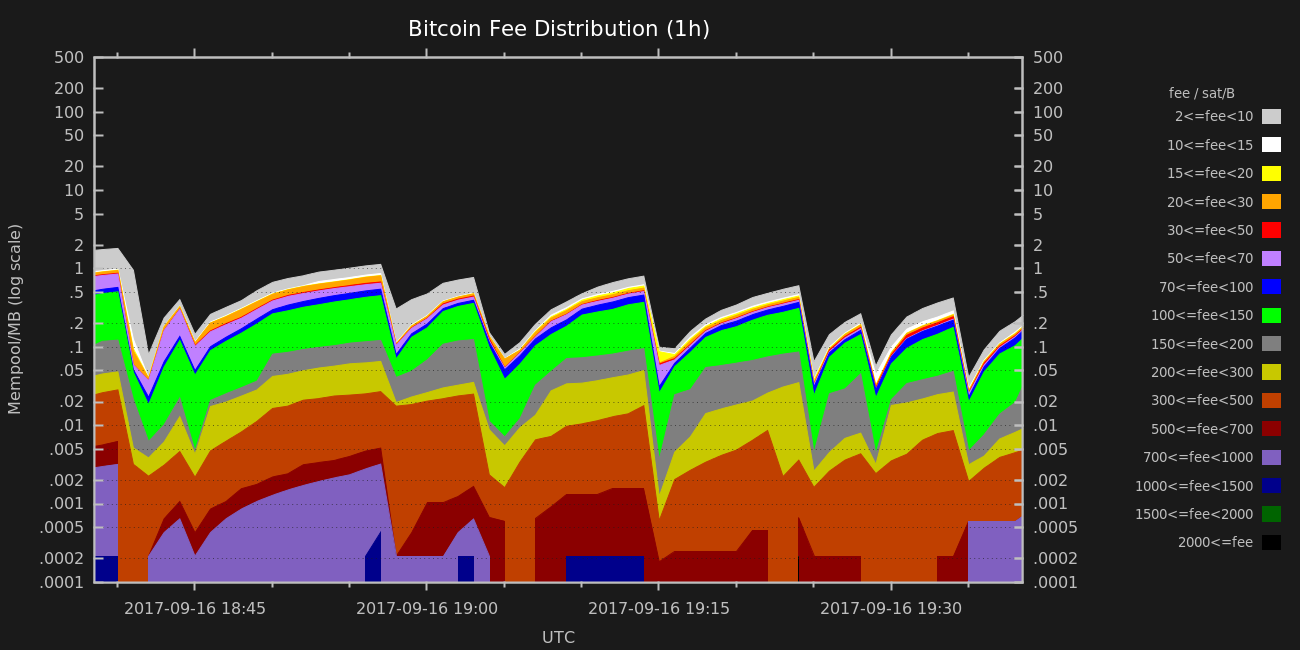 Bitcoin Fee Distribution (1h)
Mempool/MB (log scale)
500
200
100
50
20
10
5
2
1
.5
.2
.1
.05
.02
.01
.005
.002
.001
.0005
.0002
.0001
500
200
100
50
20
10
5
2
1
.5
.2
.1
.05
.02
.01
.005
.002
.001
.0005
.0002
.0001
2017-09-16 18:45
2017-09-16 19:00
2017-09-16 19:15
2017-09-16 19:30
UTC
fee / sat/B
2<=fee<10
10<=fee<15
15<=fee<20
20<=fee<30
30<=fee<50
50<=fee<70
70<=fee<100
100<=fee<150
150<=fee<200
200<=fee<300
300<=fee<500
500<=fee<700
700<=fee<1000
1000<=fee<1500
1500<=fee<2000
2000<=fee